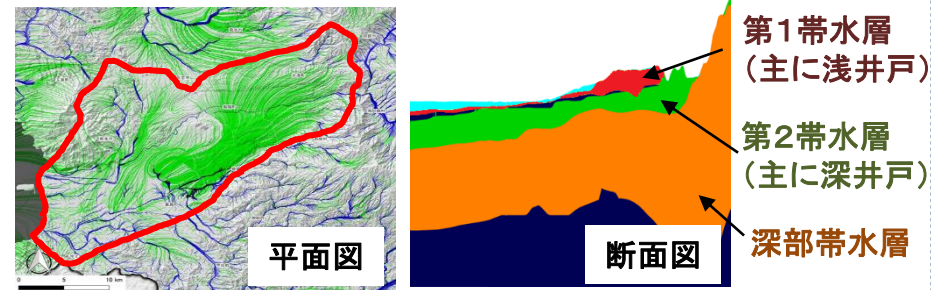 平面図
0 5 10 km
断面図
第１帯水層
（主に浅井戸）
第２帯水層
（主に深井戸）
深部帯水層